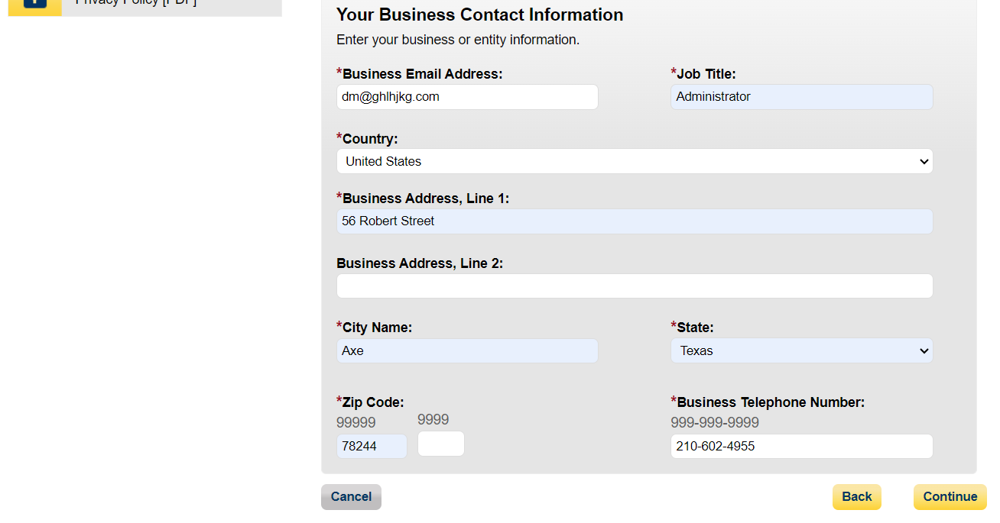 Privacy Policy [PDF]
Your Business Contact Information
Enter your business or entity information.
*Business Email Address:
*Job Title:
dm@ghlhjkg.com
Administrator
*Country:
United States
*Business Address, Line 1:
56 Robert Street
Business Address, Line 2:
*City Name:
*State:
Axe
Texas
*Zip Code:
*Business Telephone Number:
99999
9999
999-999-9999
78244
210-602-4955
Cancel
Back
Continue